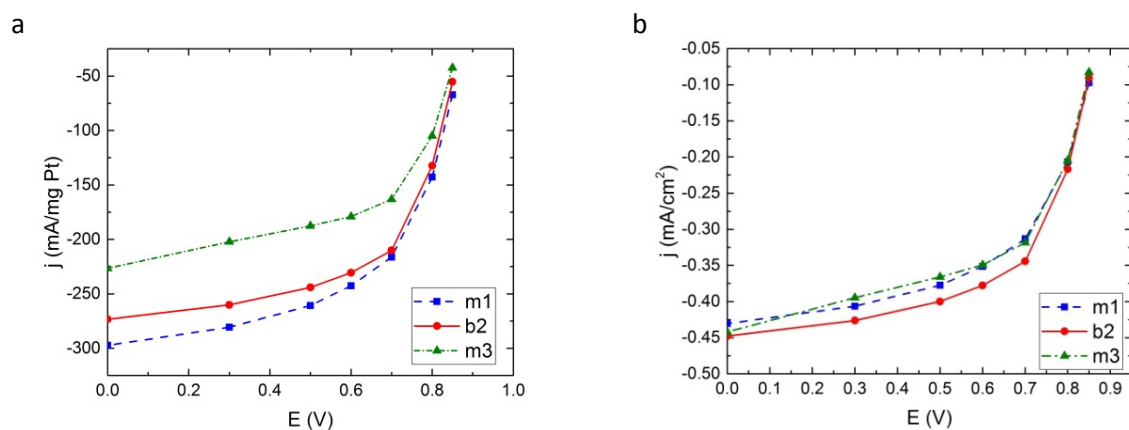 a
-50
-100
-150
-200
-250
-300
j (mA/mg Pt)
0.0 0.2 0.4 0.6 0.8 1.0
E (V)
m1
b2
m3
b
-0.05
-0.10
-0.15
-0.20
-0.25
-0.30
-0.35
-0.40
-0.45
-0.50
j (mA/cm²)
0.0 0.1 0.2 0.3 0.4 0.5 0.6 0.7 0.8 0.9
E (V)
m1
b2
m3